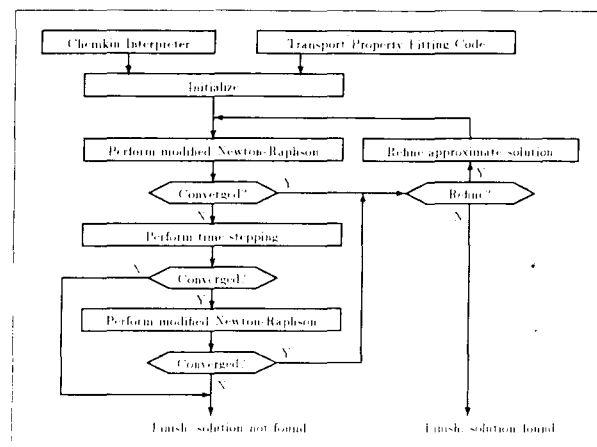 Chemkin Interpreter
Transport Property Fitting Code
Initialize
Perform modified Newton-Raphson
Refine approximate solution
Converged?
Y
Refine?
Y
N
N
Perform time stepping
N
Converged?
Y
Perform modified Newton-Raphson
Converged?
Y
N
Finish, solution not found
Finish, solution found